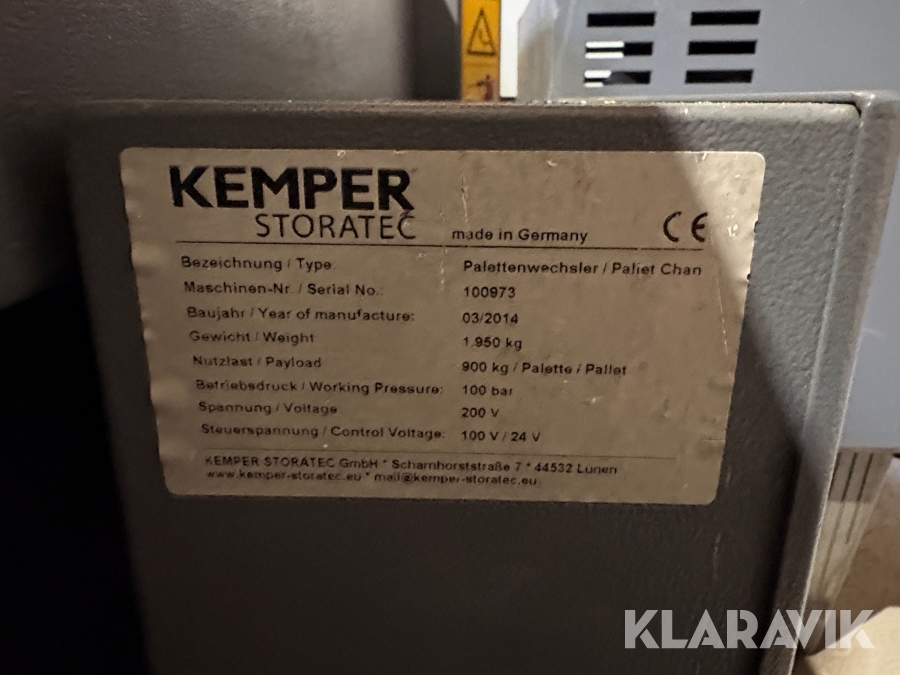 KEMPER
STORATEC made in Germany CE
Bezeichnung / Type: Palettenwechsler / Pallet Chan
Maschinen-Nr. / Serial No.: 100973
Baujahr / Year of manufacture: 03/2014
Gewicht / Weight 1.950 kg
Nutzlast / Payload 900 kg / Palette / Pallet
Betriebsdruck / Working Pressure: 100 bar
Spannung / Voltage 200 V
Steuerspannung / Control Voltage: 100 V / 24 V
KEMPER STORATEC GmbH * Scharnhorststraße 7 * 44532 Lünen
www.kemper-storatec.eu * mail@kemper-storatec.eu
KLARAVIK